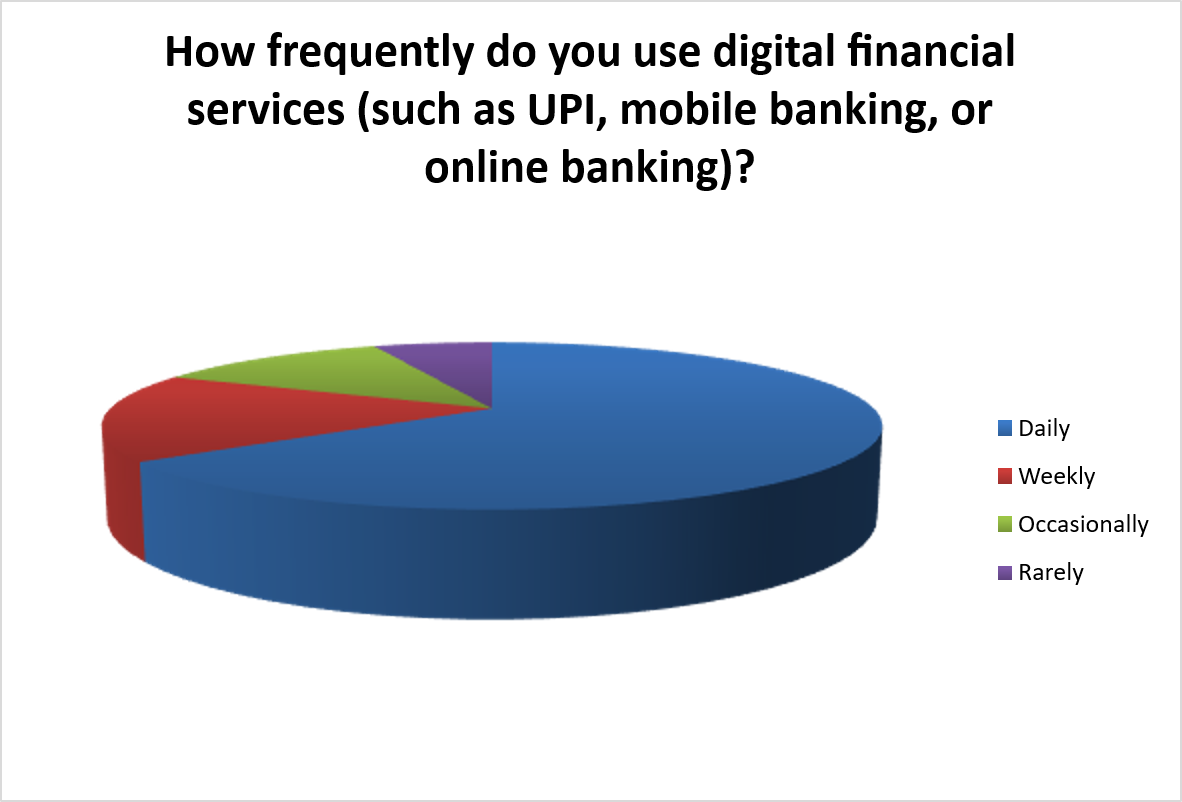 How frequently do you use digital financial
services (such as UPI, mobile banking, or
online banking)?
Daily
Weekly
Occasionally
Rarely